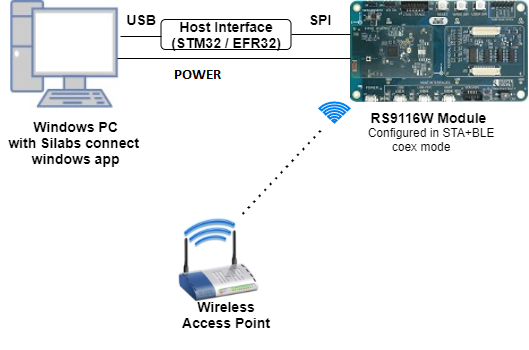 USB
Host Interface
(STM32 / EFR32)
SPI
POWER
Windows PC
with Silabs connect
windows app
RS9116W Module
Configured in STA+BLE
coex mode
Wireless
Access Point